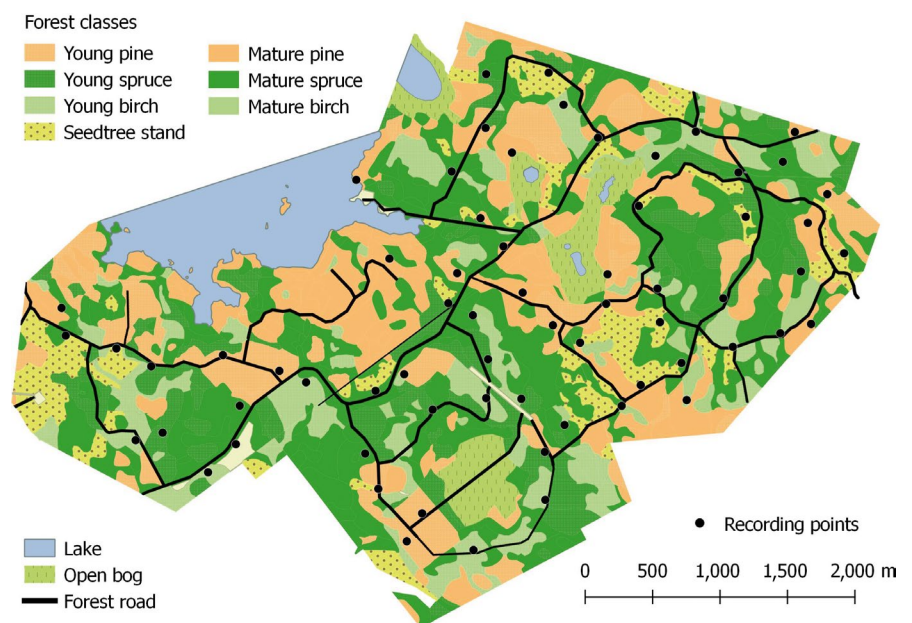 Forest classes
Young pine
Mature pine
Young spruce
Mature spruce
Young birch
Mature birch
Seedtree stand
Recording points
Lake
Open bog
Forest road
0 500 1,000 1,500 2,000 m